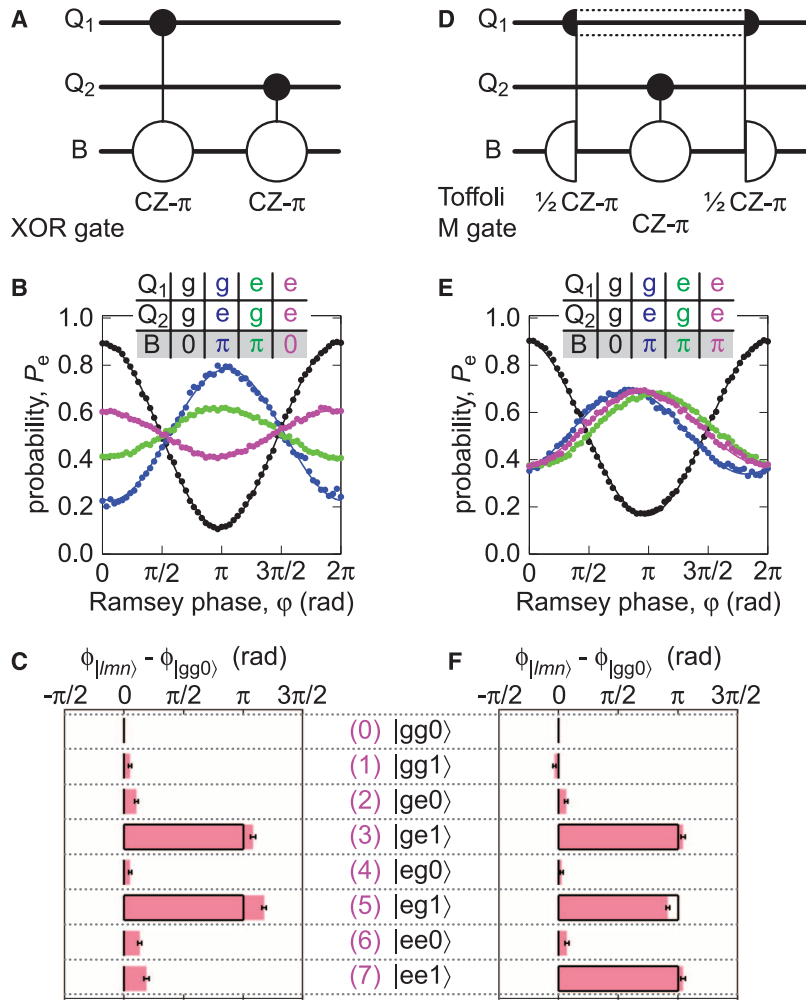 A
Q1
Q2
B
CZ-π CZ-π
XOR gate
D
Q1
Q2
B
Toffoli
M gate
½ CZ-π
CZ-π
½ CZ-π
B
Q1 g g e e
Q2 g e g e
B 0 π π 0
probability, Pe
1.0
0.8
0.6
0.4
0.2
0.0
0 π/2 π 3π/2 2π
Ramsey phase, φ (rad)
E
Q1 g g e e
Q2 g e g e
B 0 π π π
probability, Pe
1.0
0.8
0.6
0.4
0.2
0.0
0 π/2 π 3π/2 2π
Ramsey phase, φ (rad)
C
ϕ|lmn⟩ - ϕ|gg0⟩ (rad)
-π/2 0 π/2 π 3π/2
F
ϕ|lmn⟩ - ϕ|gg0⟩ (rad)
-π/2 0 π/2 π 3π/2
(0) |gg0⟩
(1) |gg1⟩
(2) |ge0⟩
(3) |ge1⟩
(4) |eg0⟩
(5) |eg1⟩
(6) |ee0⟩
(7) |ee1⟩